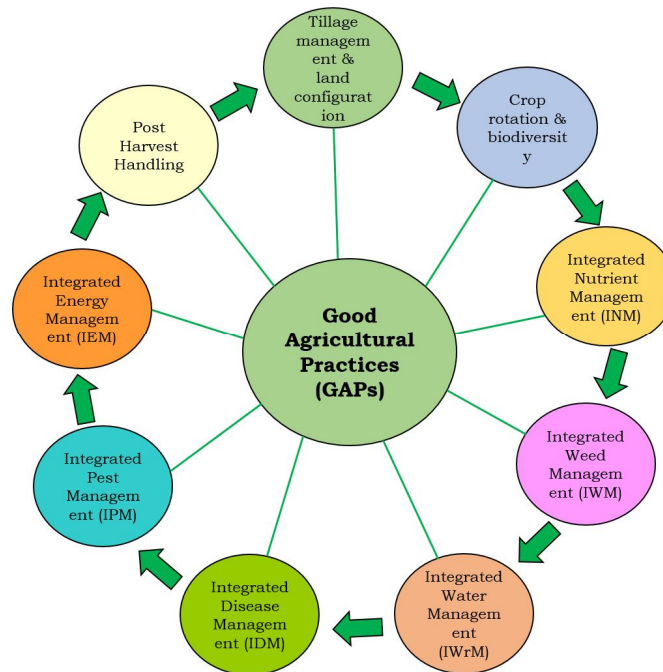 Tillage
managem
ent &
land
configurat
ion
Crop
rotation &
biodiversit
y
Integrated
Nutrient
Managem
ent (INM)
Integrated
Weed
Managem
ent (IWM)
Integrated
Water
Managem
ent
(IWrM)
Integrated
Disease
Managem
ent (IDM)
Integrated
Pest
Managem
ent (IPM)
Integrated
Energy
Managem
ent (IEM)
Post
Harvest
Handling
Good
Agricultural
Practices
(GAPs)